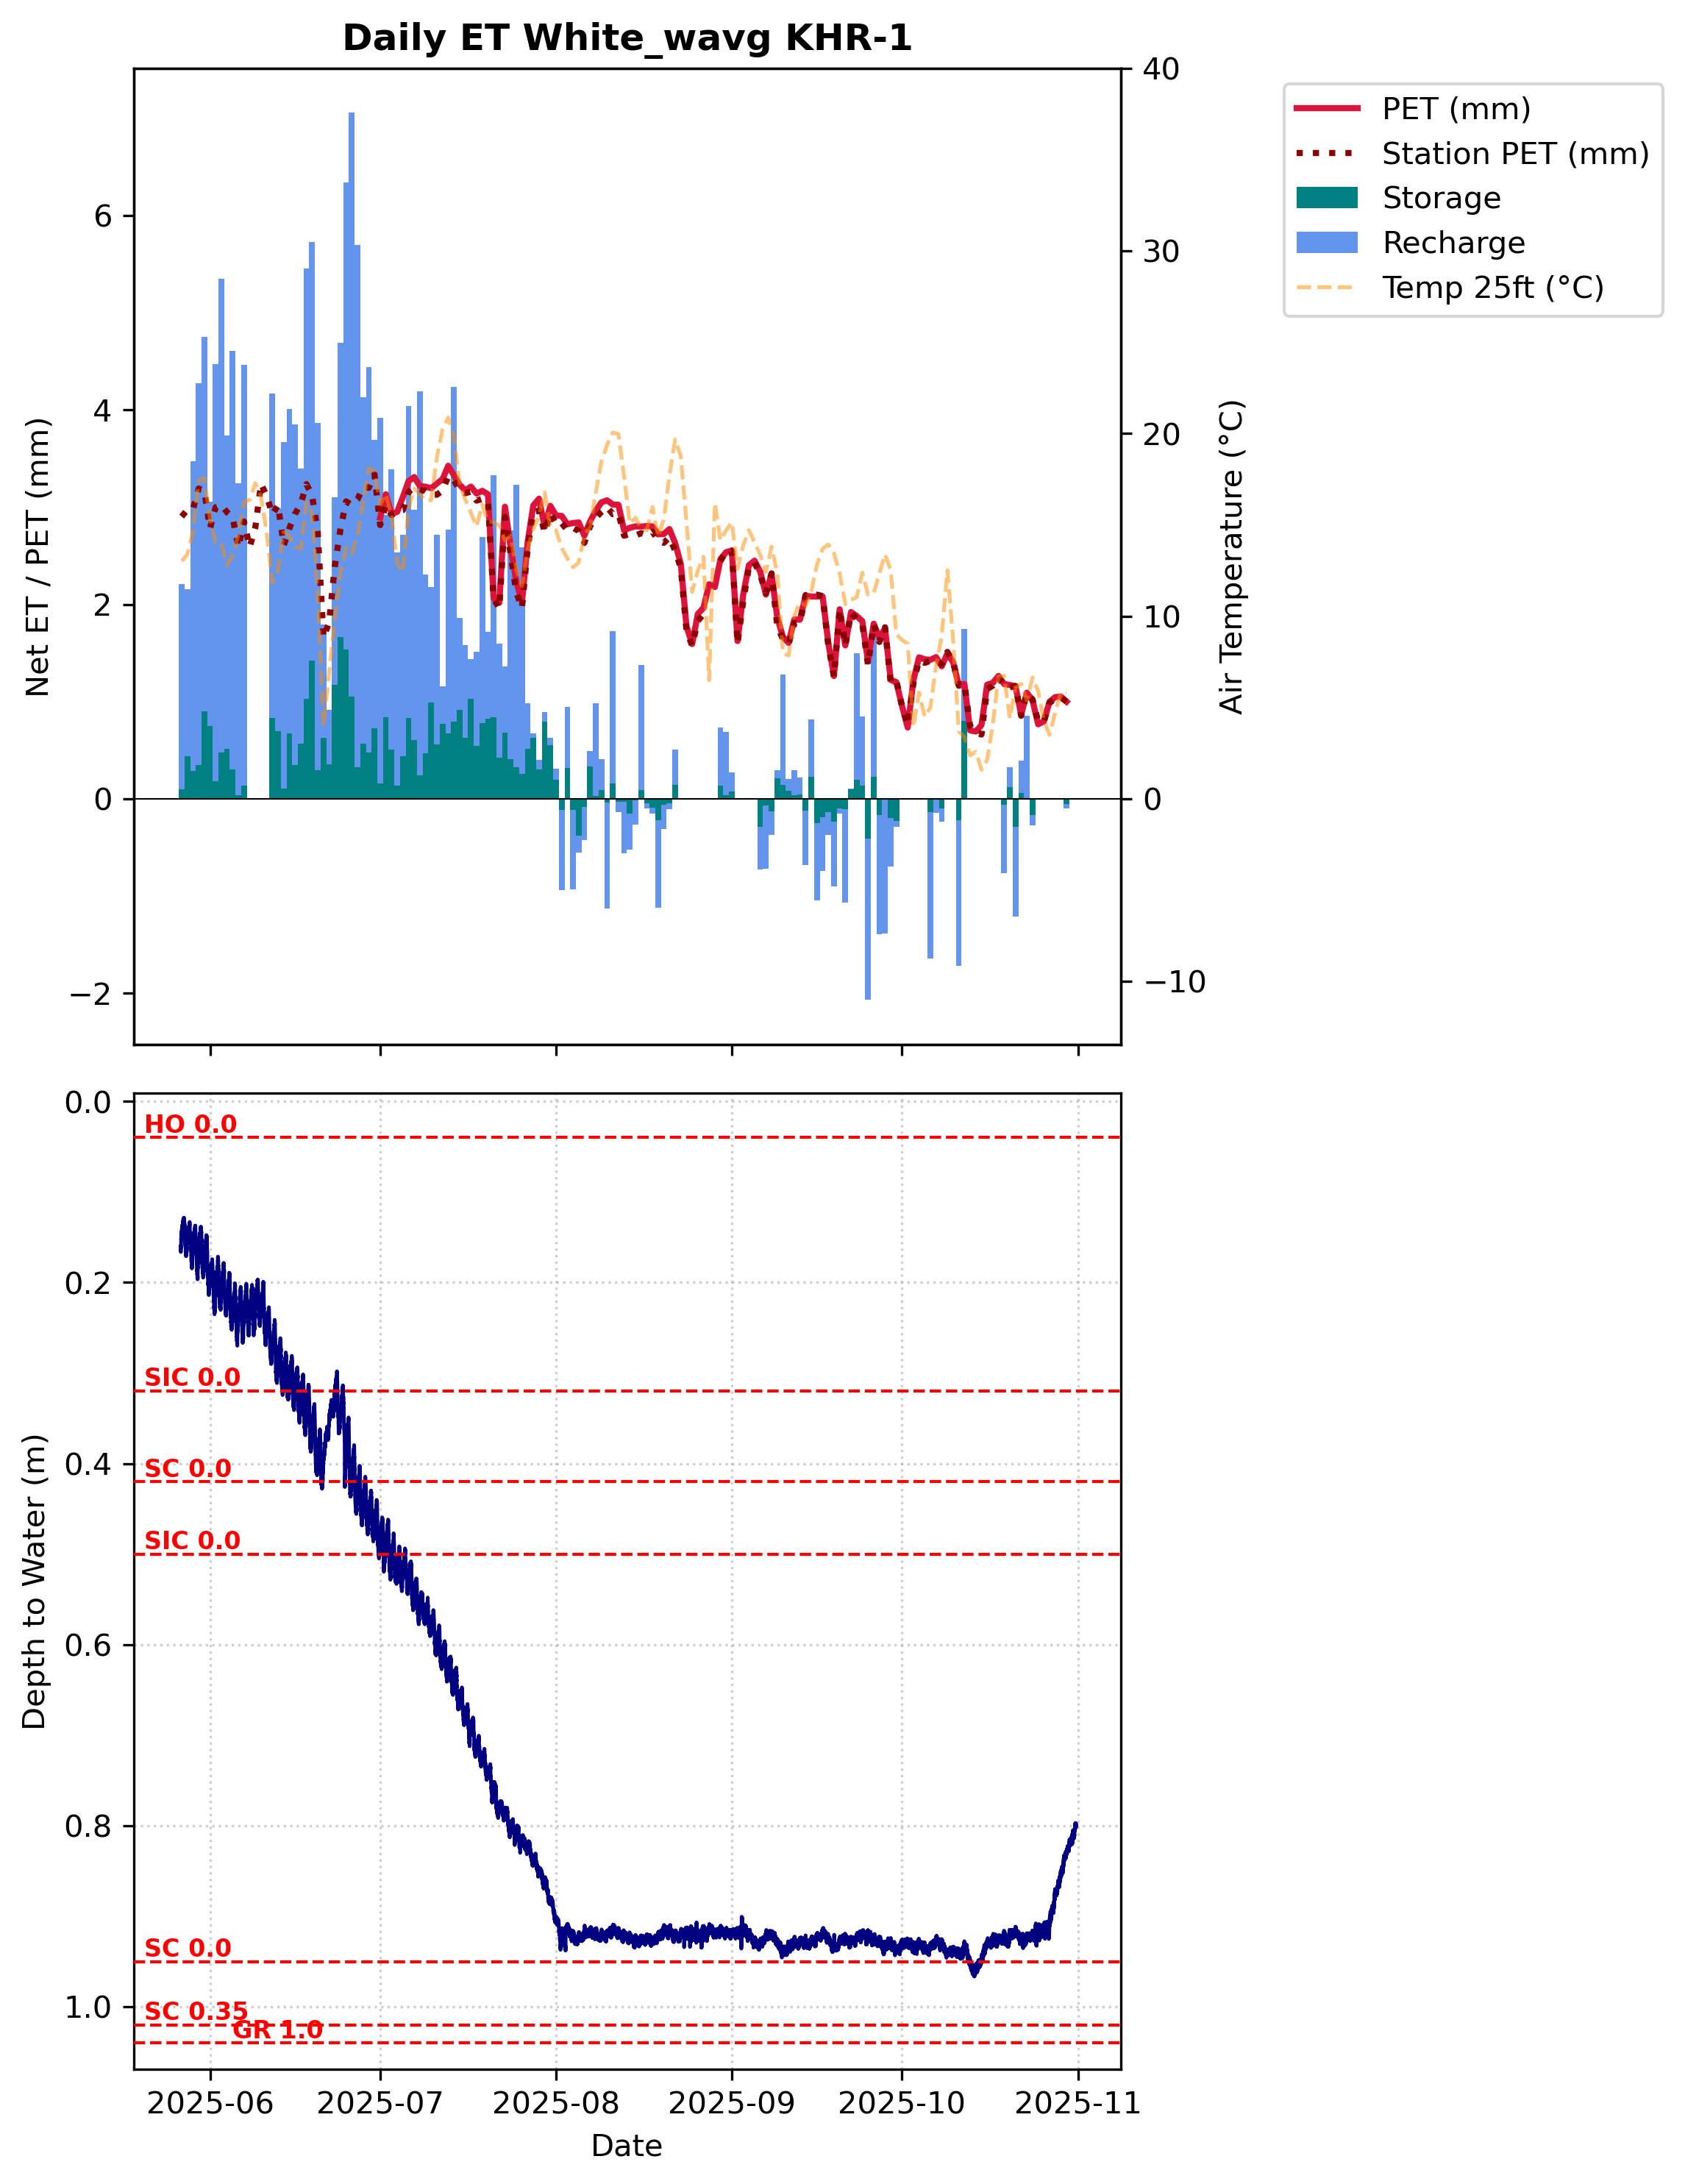 Daily ET White_wavg KHR-1
Net ET / PET (mm)
6
4
2
0
−2
40
30
20
10
0
−10
Air Temperature (°C)
PET (mm)
Station PET (mm)
Storage
Recharge
Temp 25ft (°C)
Depth to Water (m)
0.0
0.2
0.4
0.6
0.8
1.0
HO 0.0
SIC 0.0
SC 0.0
SIC 0.0
SC 0.0
SC 0.35
GR 1.0
2025-06 2025-07 2025-08 2025-09 2025-10 2025-11
Date